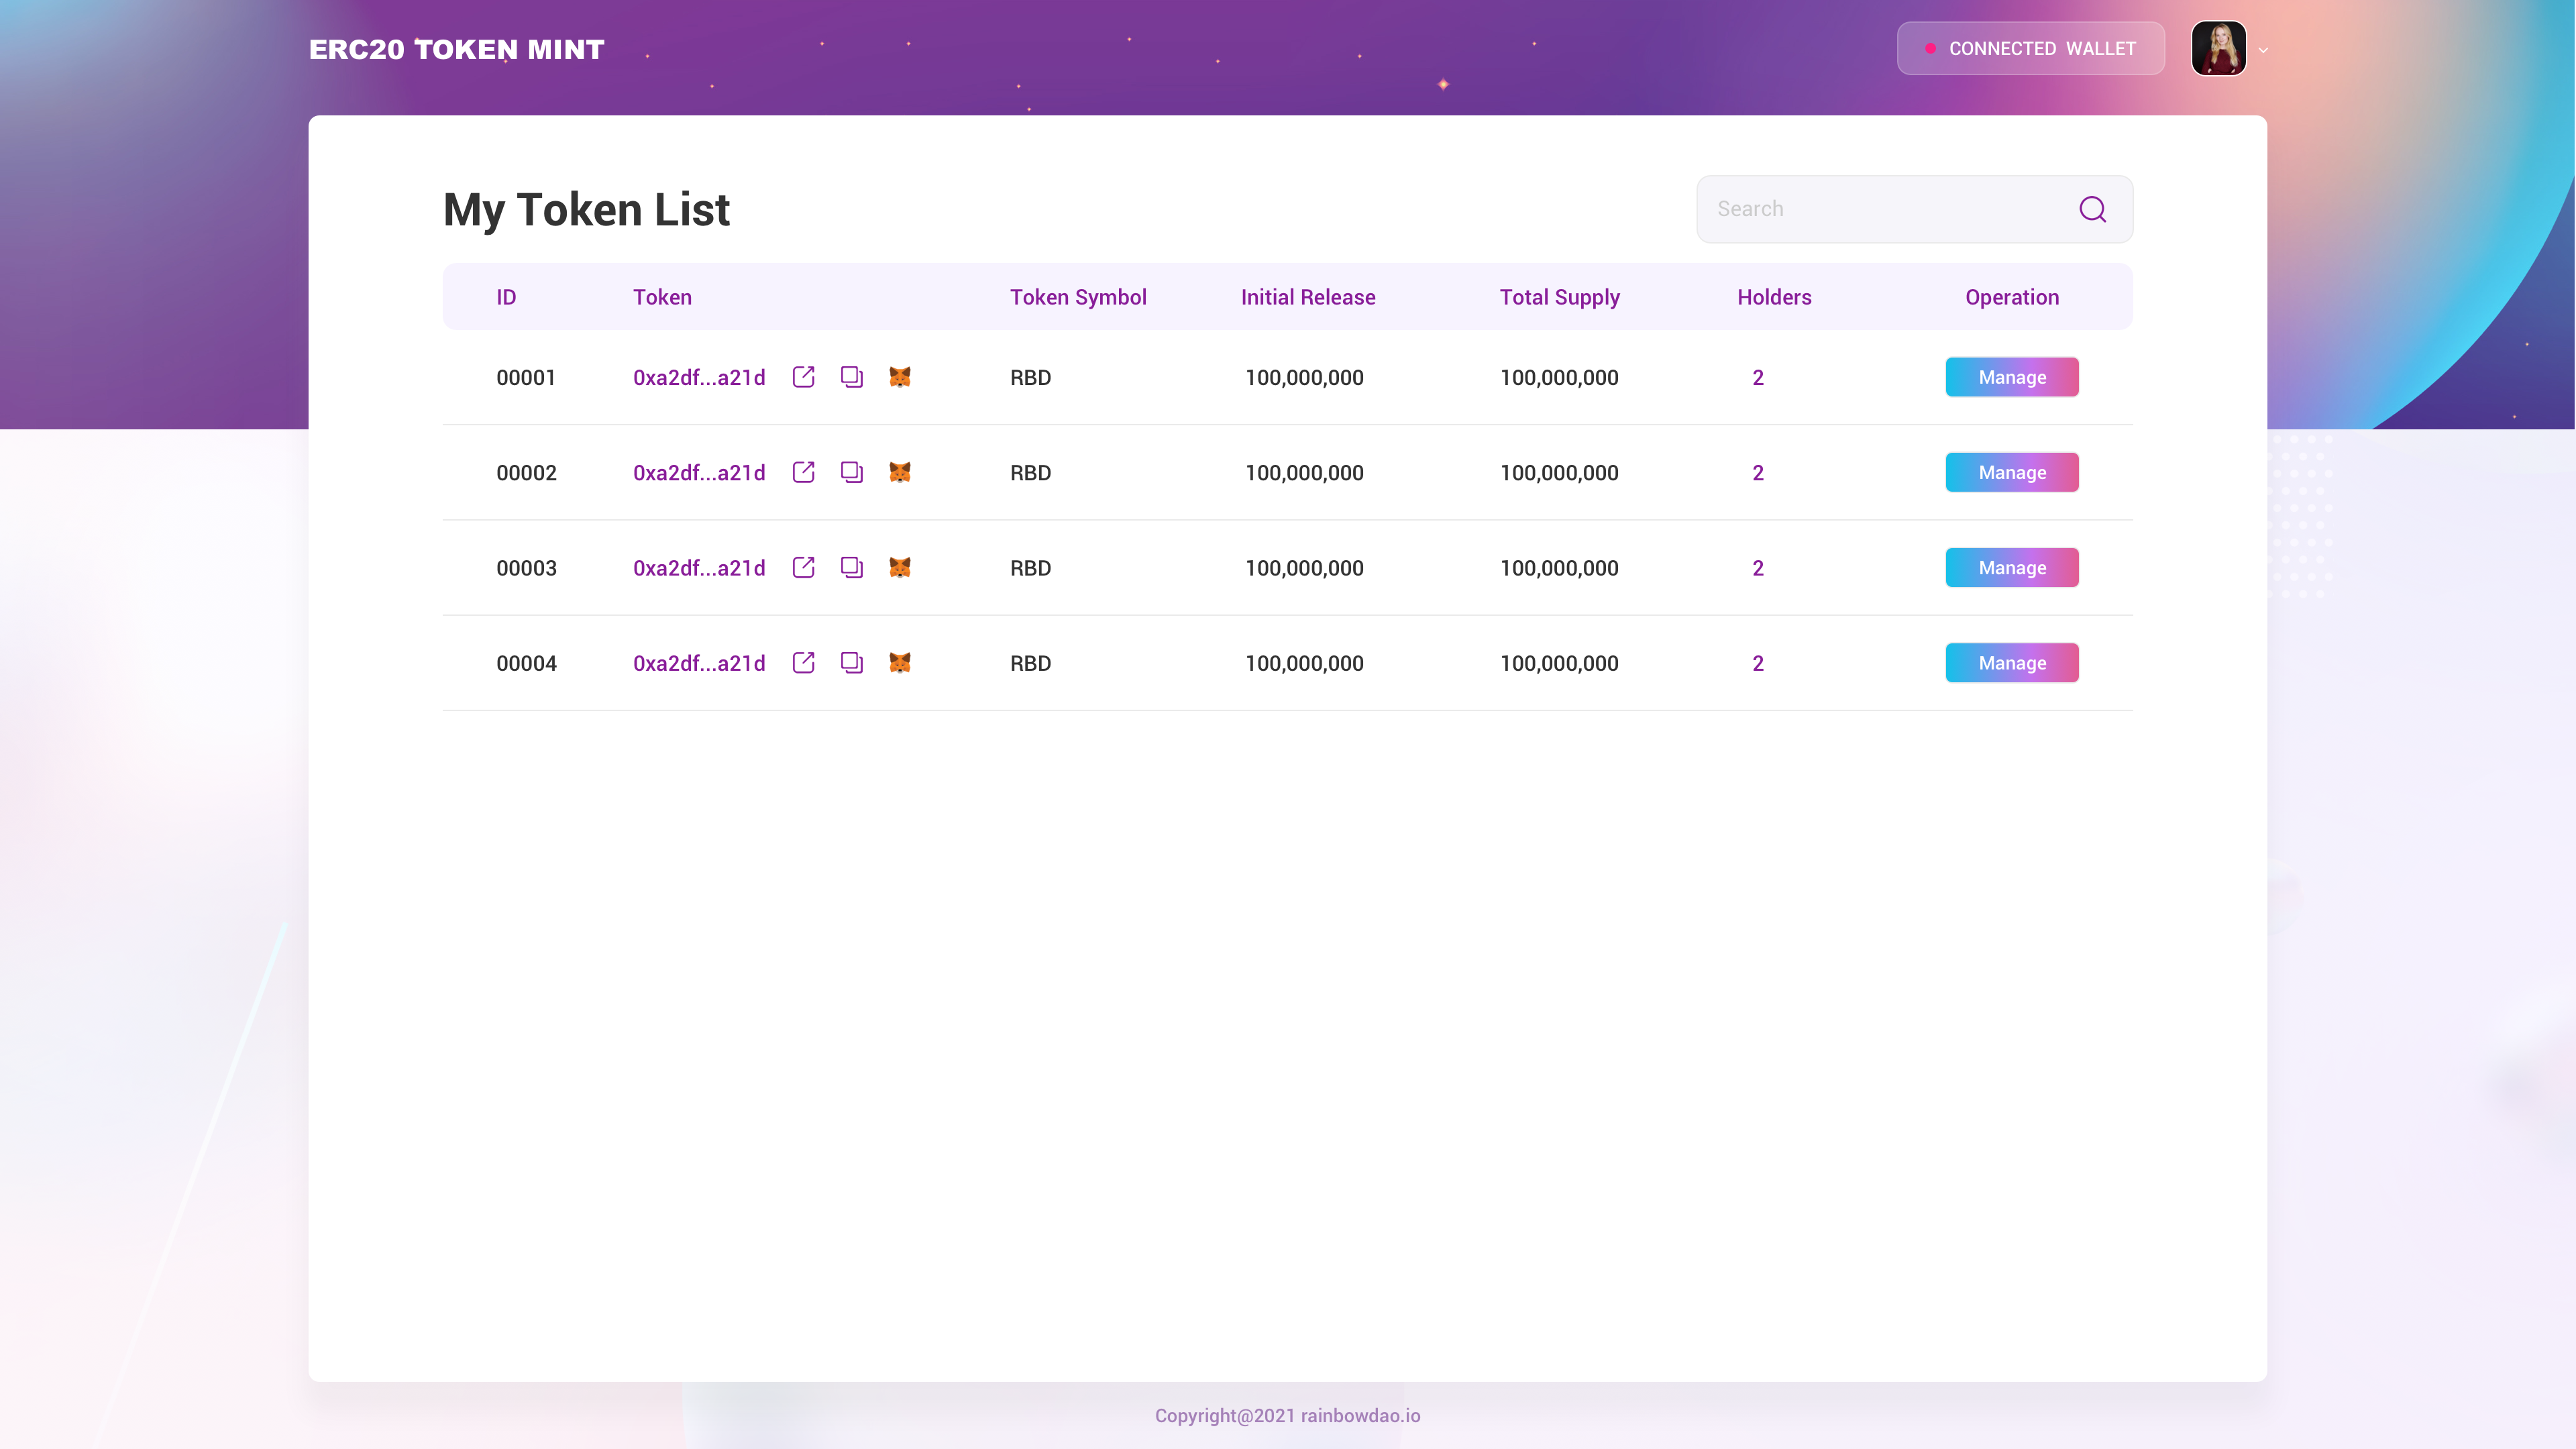 ERC20 TOKEN MINT
CONNECTED WALLET
My Token List
Search
ID Token Token Symbol Initial Release Total Supply Holders Operation
00001 0xa2df...a21d RBD 100,000,000 100,000,000 2 Manage
00002 0xa2df...a21d RBD 100,000,000 100,000,000 2 Manage
00003 0xa2df...a21d RBD 100,000,000 100,000,000 2 Manage
00004 0xa2df...a21d RBD 100,000,000 100,000,000 2 Manage
Copyright@2021 rainbowdao.io